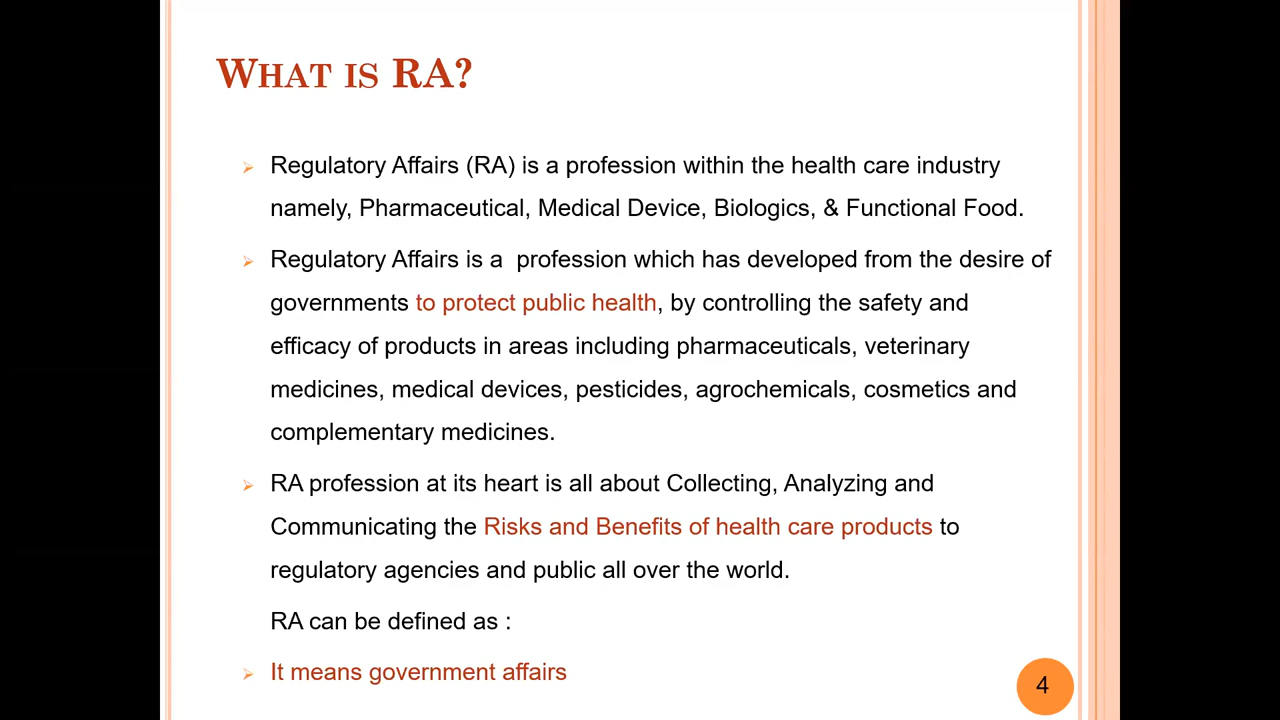 WHAT IS RA?
Regulatory Affairs (RA) is a profession within the health care industry
namely, Pharmaceutical, Medical Device, Biologics, & Functional Food.
Regulatory Affairs is a  profession which has developed from the desire of
governments to protect public health, by controlling the safety and
efficacy of products in areas including pharmaceuticals, veterinary
medicines, medical devices, pesticides, agrochemicals, cosmetics and
complementary medicines.
RA profession at its heart is all about Collecting, Analyzing and
Communicating the Risks and Benefits of health care products to
regulatory agencies and public all over the world.
RA can be defined as :
It means government affairs
4